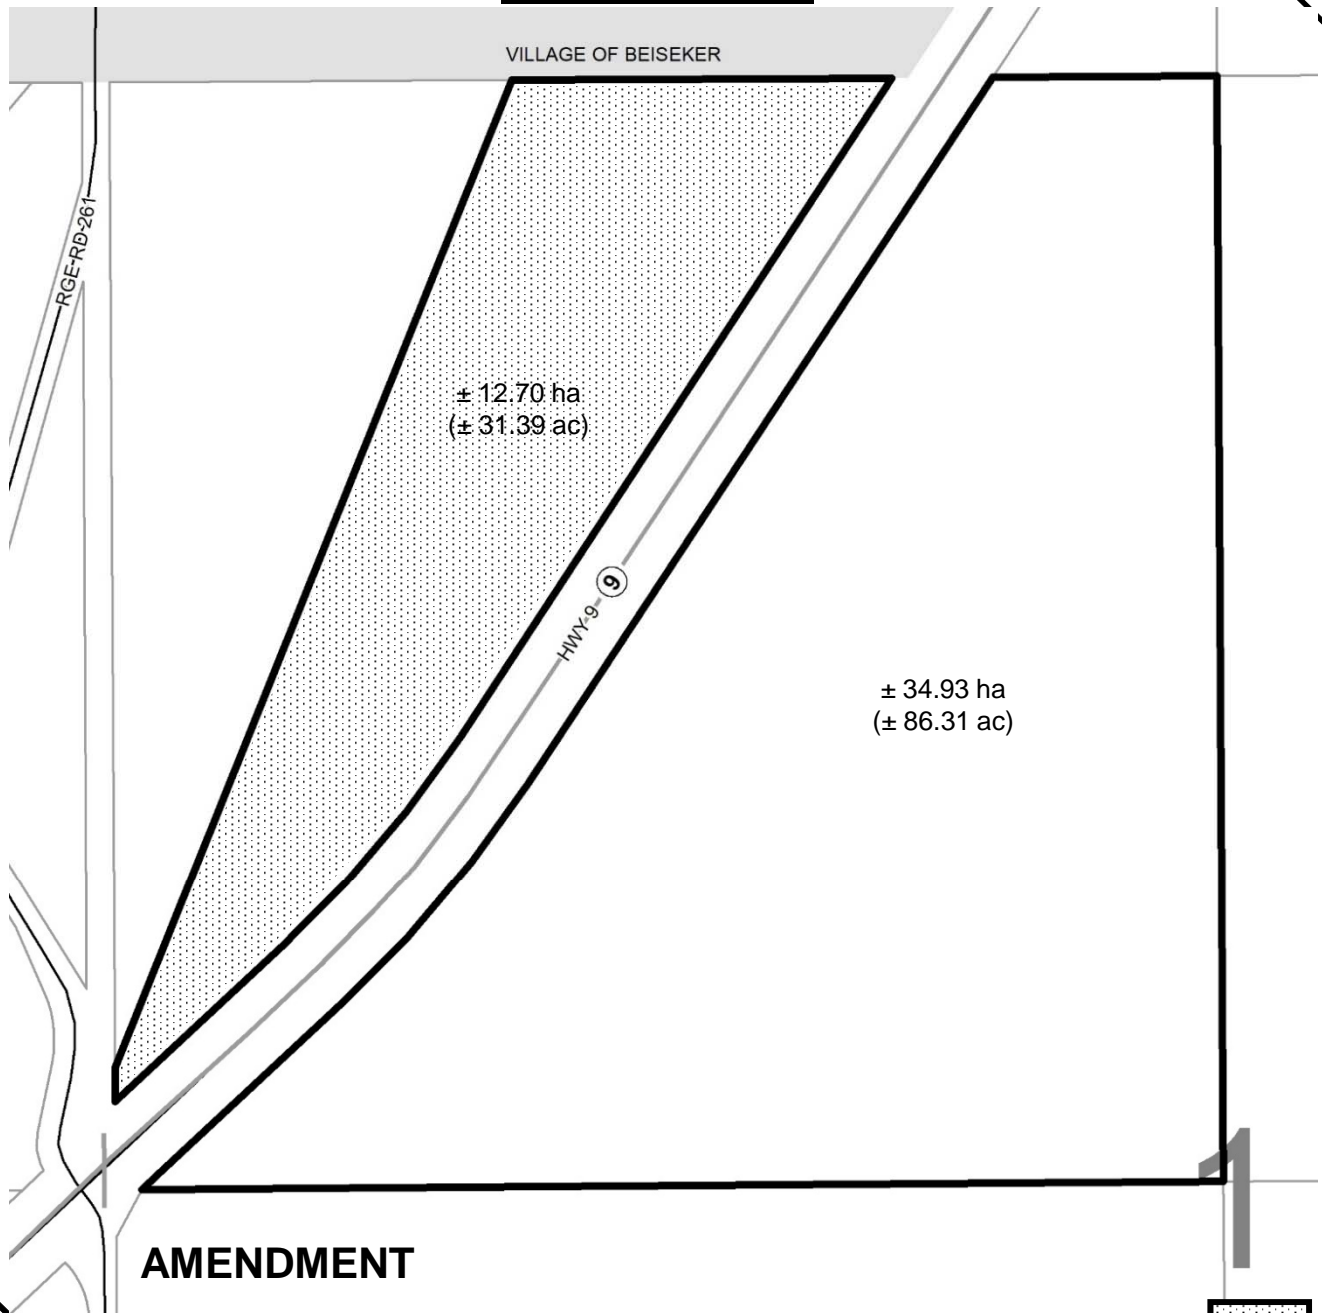 VILLAGE OF BEISEKER
RGE-RD-261
± 12.70 ha
(± 31.39 ac)
9
HWY-9
± 34.93 ha
(± 86.31 ac)
1
AMENDMENT